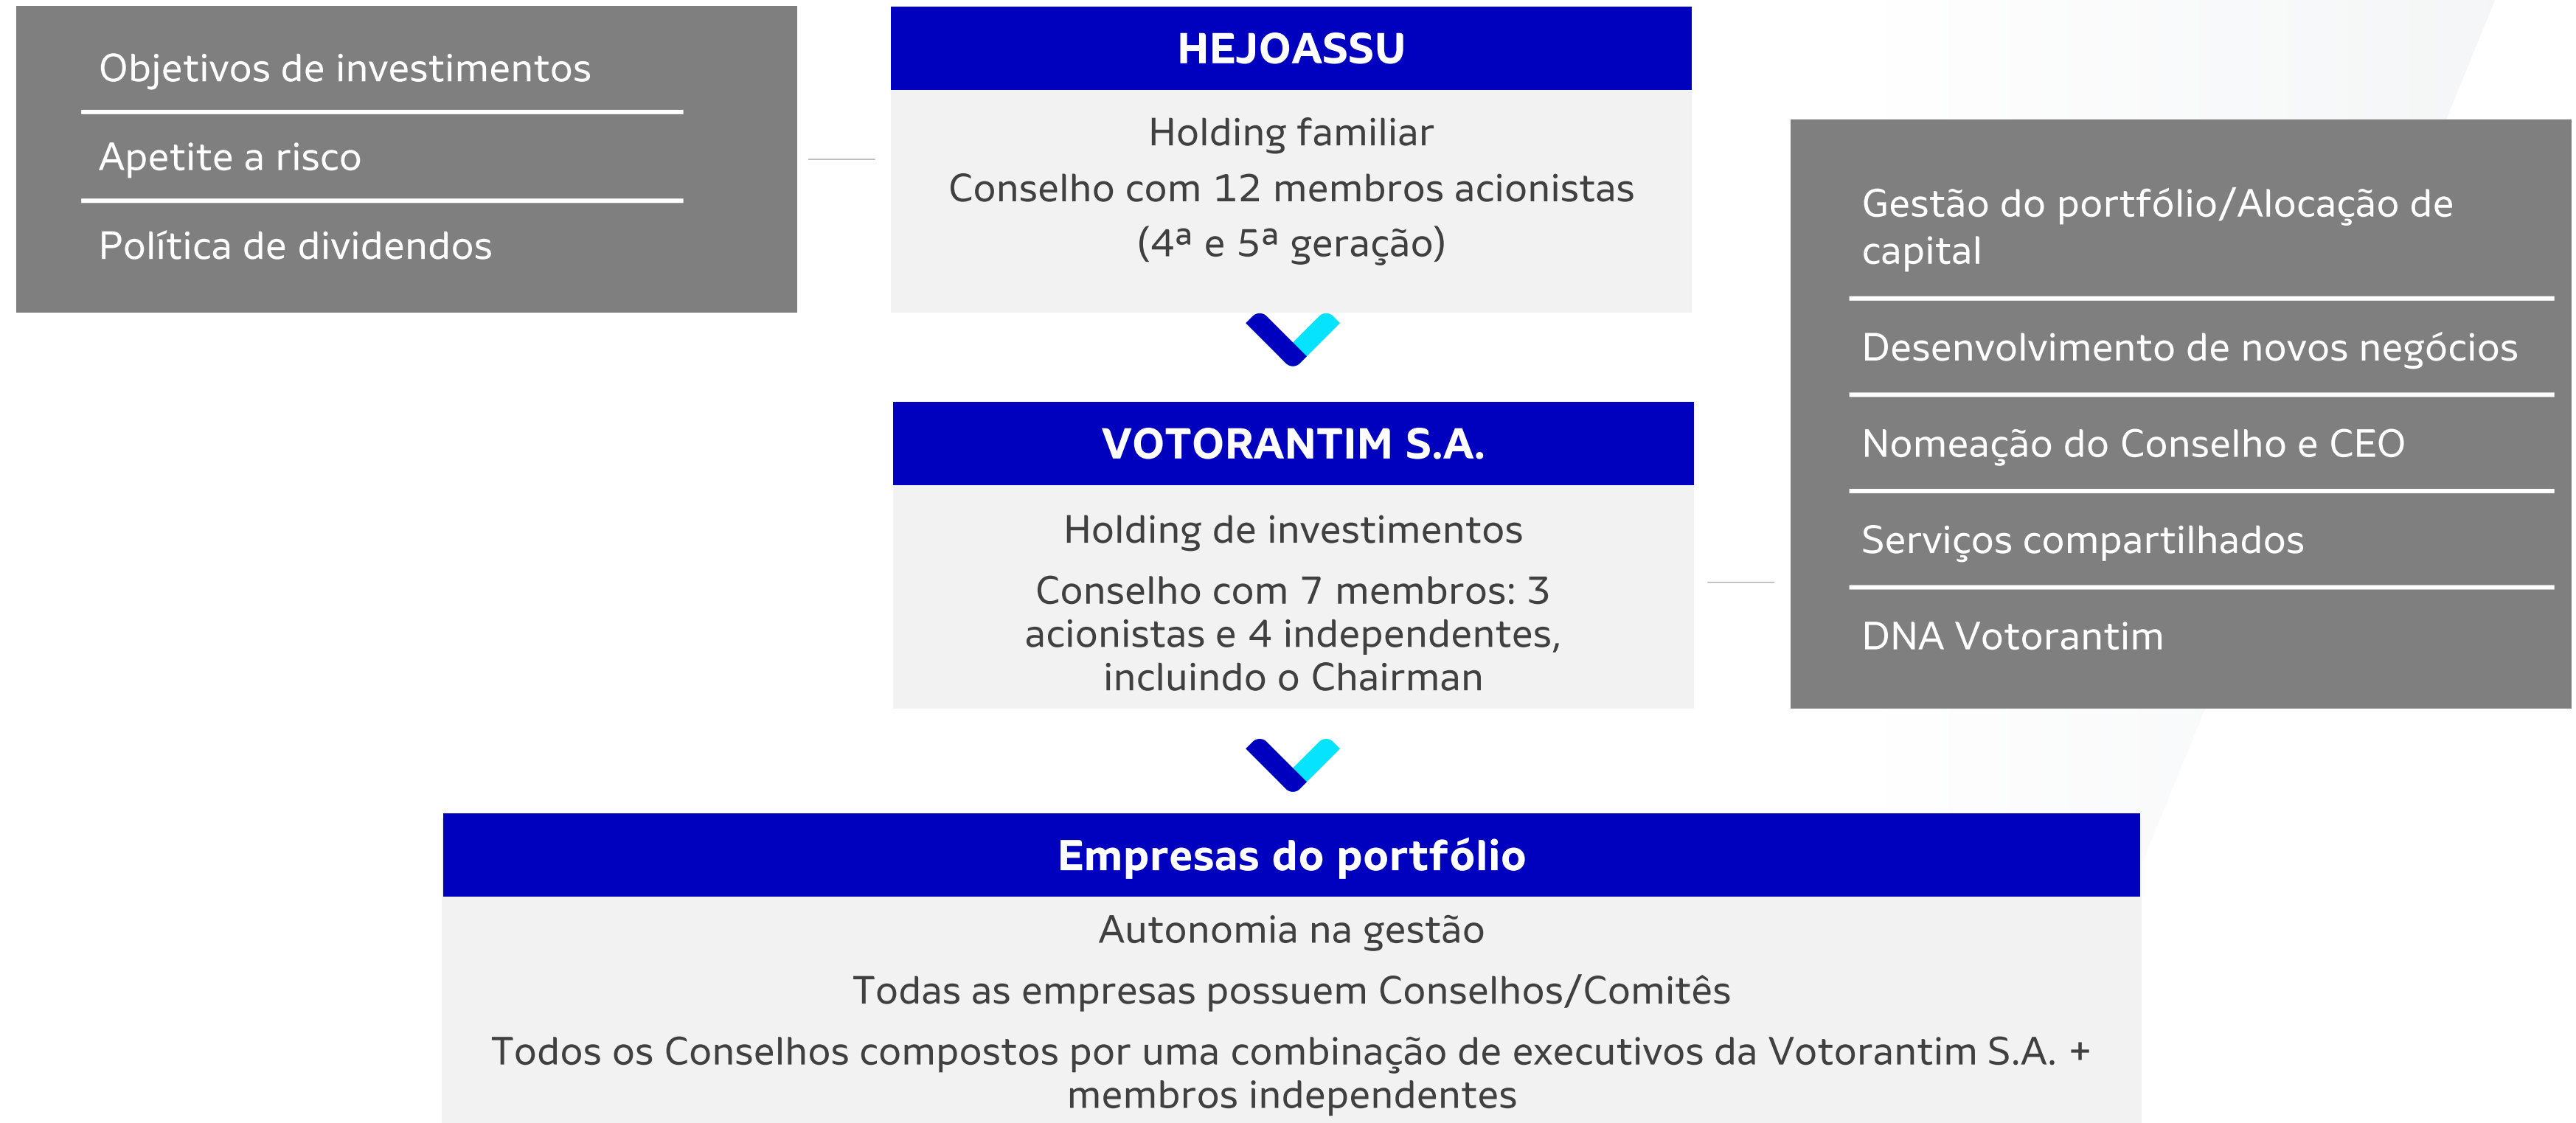 Objetivos de investimentos
Apetite a risco
Política de dividendos
HEJOASSU
Holding familiar
Conselho com 12 membros acionistas
(4ª e 5ª geração)
VOTORANTIM S.A.
Holding de investimentos
Conselho com 7 membros: 3
acionistas e 4 independentes,
incluindo o Chairman
Gestão do portfólio/Alocação de
capital
Desenvolvimento de novos negócios
Nomeação do Conselho e CEO
Serviços compartilhados
DNA Votorantim
Empresas do portfólio
Autonomia na gestão
Todas as empresas possuem Conselhos/Comitês
Todos os Conselhos compostos por uma combinação de executivos da Votorantim S.A. +
membros independentes